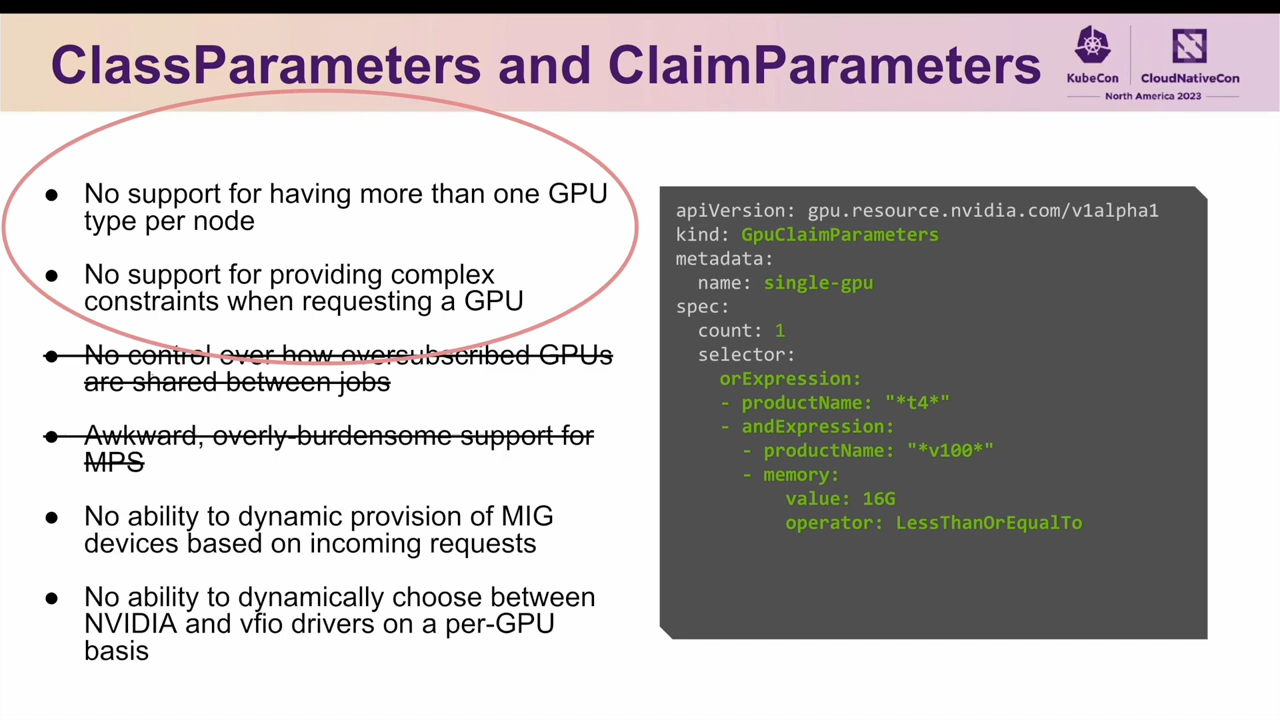 ClassParameters and ClaimParameters
KubeCon
CloudNativeCon
North America 2023
● No support for having more than one GPU
type per node
● No support for providing complex
constraints when requesting a GPU
● No control over how oversubscribed GPUs
are shared between jobs
● Awkward, overly-burdensome support for
MPS
● No ability to dynamic provision of MIG
devices based on incoming requests
● No ability to dynamically choose between
NVIDIA and vfio drivers on a per-GPU
basis
apiVersion: gpu.resource.nvidia.com/v1alpha1
kind: GpuClaimParameters
metadata:
  name: single-gpu
spec:
  count: 1
  selector:
    orExpression:
    - productName: "*t4*"
    - andExpression:
      - productName: "*v100*"
      - memory:
          value: 16G
          operator: LessThanOrEqualTo